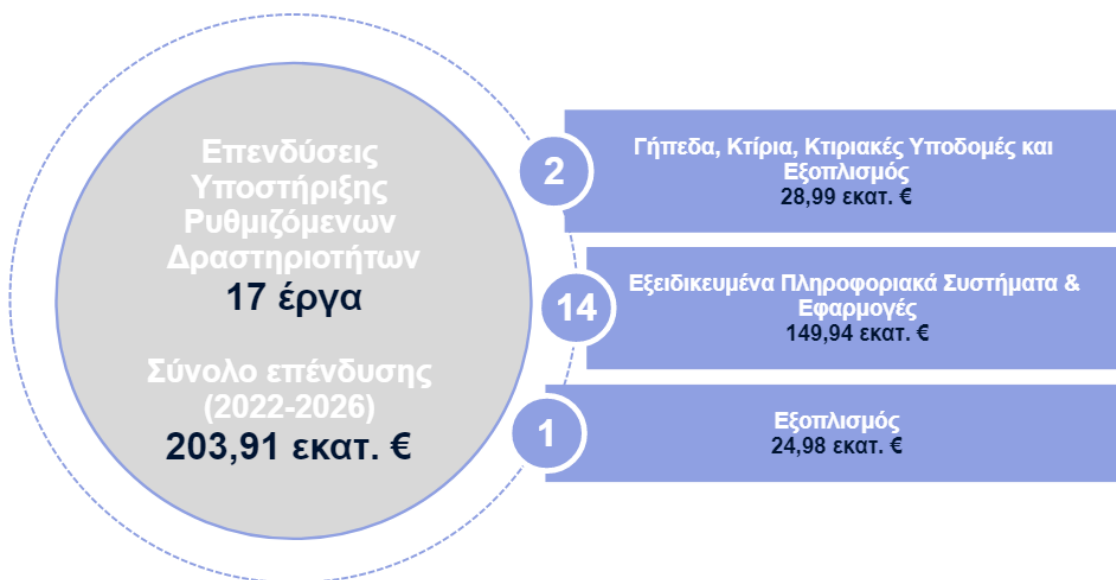 Επενδύσεις
Υποστήριξης
Ρυθμιζόμενων
Δραστηριοτήτων
17 έργα
Σύνολο επένδυσης
(2022-2026)
203,91 εκατ. €
2
Γήπεδα, Κτίρια, Κτιριακές Υποδομές και
Εξοπλισμός
28,99 εκατ. €
14
Εξειδικευμένα Πληροφοριακά Συστήματα &
Εφαρμογές
149,94 εκατ. €
1
Εξοπλισμός
24,98 εκατ. €